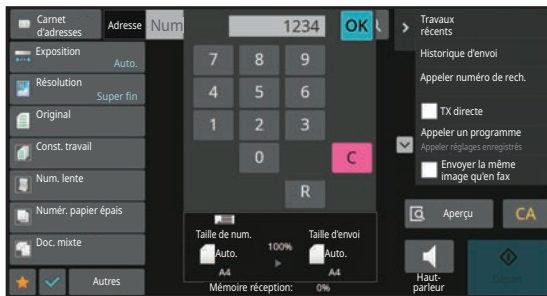 Carnet
d'adresses
Adresse
Num
1234
OK
Travaux
récents
Exposition
Auto.
Historique d'envoi
7
8
9
Résolution
Super fin
Appeler numéro de rech.
4
5
6
Original
TX directe
1
2
3
Const. travail
Appeler un programme
Appeler réglages enregistrés
0
C
Num. lente
Envoyer la même
image qu'en fax
R
Numér. papier épais
Aperçu
CA
Taille de num.
Taille d'envoi
Doc. mixte
Auto.
100%
Auto.
A4
A4
Autres
Mémoire réception:
0%
Haut-
parleur